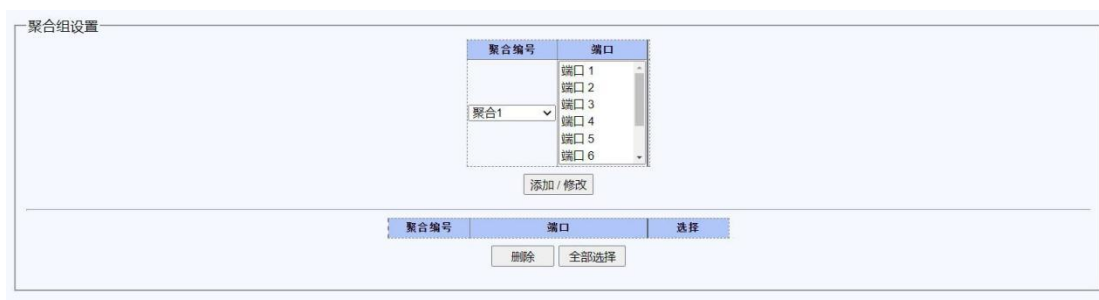 聚合组设置
聚合编号 端口
聚合1
端口 1
端口 2
端口 3
端口 4
端口 5
端口 6
添加 / 修改
聚合编号 端口 选择
删除 全部选择